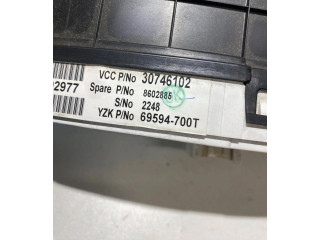 VCC P/No 30746102
2977 Spare P/No 8602885
S/No 2248
YZK P/No 69594-700T